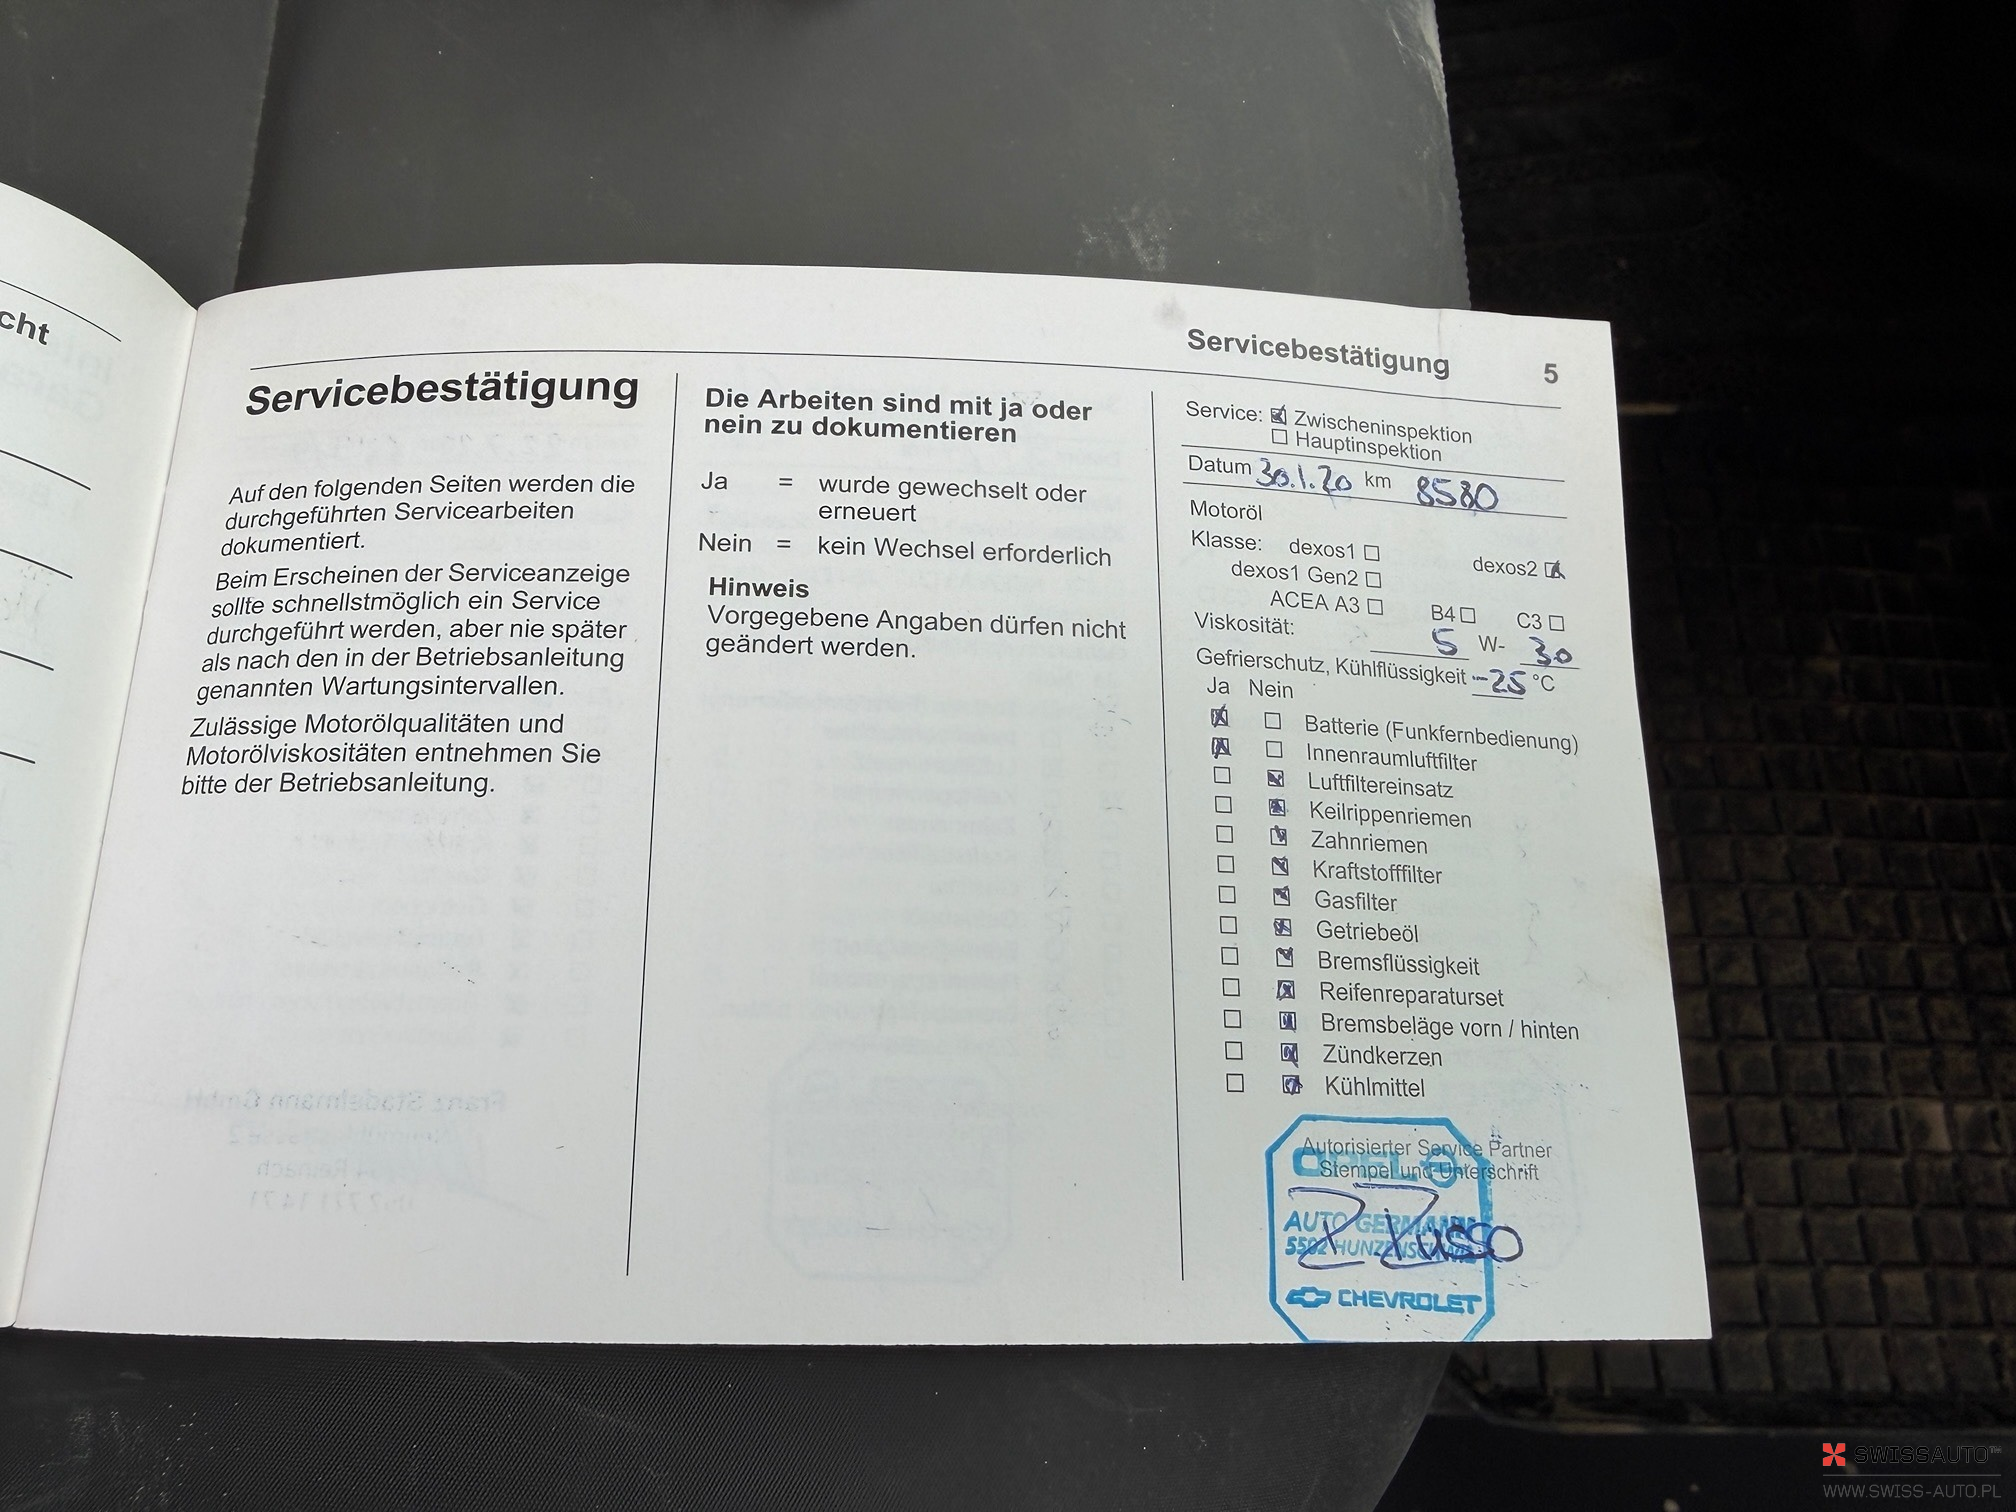 cht
Servicebestätigung 5
Servicebestätigung
Auf den folgenden Seiten werden die
durchgeführten Servicearbeiten
dokumentiert.
Beim Erscheinen der Serviceanzeige
sollte schnellstmöglich ein Service
durchgeführt werden, aber nie später
als nach den in der Betriebsanleitung
genannten Wartungsintervallen.
Zulässige Motorölqualitäten und
Motorölviskositäten entnehmen Sie
bitte der Betriebsanleitung.
Die Arbeiten sind mit ja oder
nein zu dokumentieren
Ja = wurde gewechselt oder
erneuert
Nein = kein Wechsel erforderlich
Hinweis
Vorgegebene Angaben dürfen nicht
geändert werden.
Service: ☒ Zwischeninspektion
☐ Hauptinspektion
Datum 30.1.20 km 8580
Motoröl
Klasse: dexos1 ☐ dexos2 ☒
dexos1 Gen2 ☐
ACEA A3 ☐ B4 ☐ C3 ☐
Viskosität: 5 W- 30
Gefrierschutz, Kühlflüssigkeit -25 °C
Ja Nein
☒ ☐ Batterie (Funkfernbedienung)
☒ ☐ Innenraumluftfilter
☐ ☒ Luftfiltereinsatz
☐ ☒ Keilrippenriemen
☐ ☒ Zahnriemen
☐ ☒ Kraftstofffilter
☐ ☒ Gasfilter
☐ ☒ Getriebeöl
☐ ☒ Bremsflüssigkeit
☐ ☒ Reifenreparaturset
☐ ☒ Bremsbeläge vorn / hinten
☐ ☒ Zündkerzen
☐ ☒ Kühlmittel
Autorisierter Service Partner
Stempel und Unterschrift
OPEL
AUTO GERMANN
5502 HUNZENSCHWIL
CHEVROLET
SWISSAUTO™
WWW.SWISS-AUTO.PL